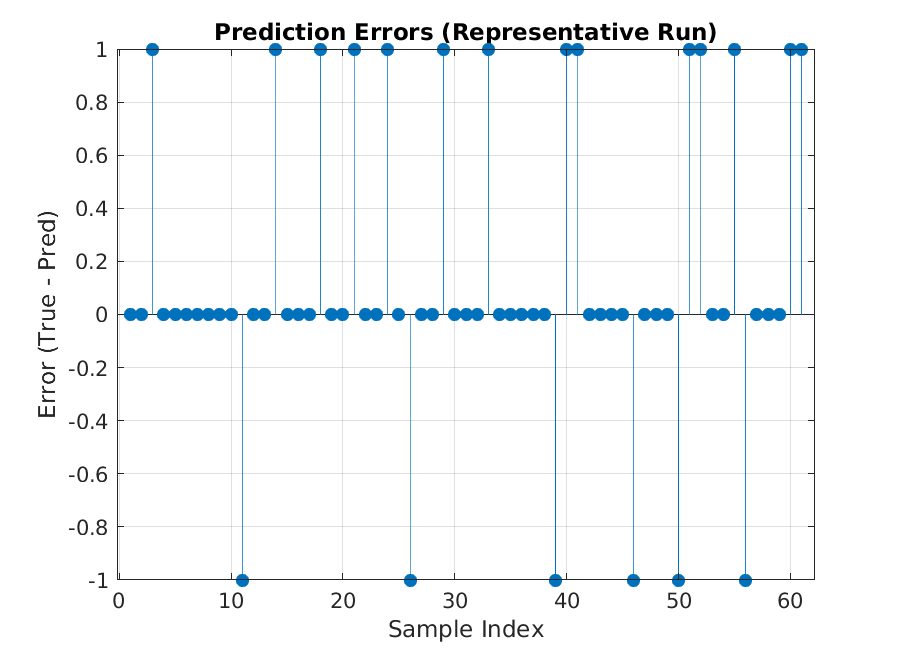 Prediction Errors (Representative Run)
1
0.8
0.6
0.4
0.2
0
-0.2
-0.4
-0.6
-0.8
-1
Error (True - Pred)
0 10 20 30 40 50 60
Sample Index